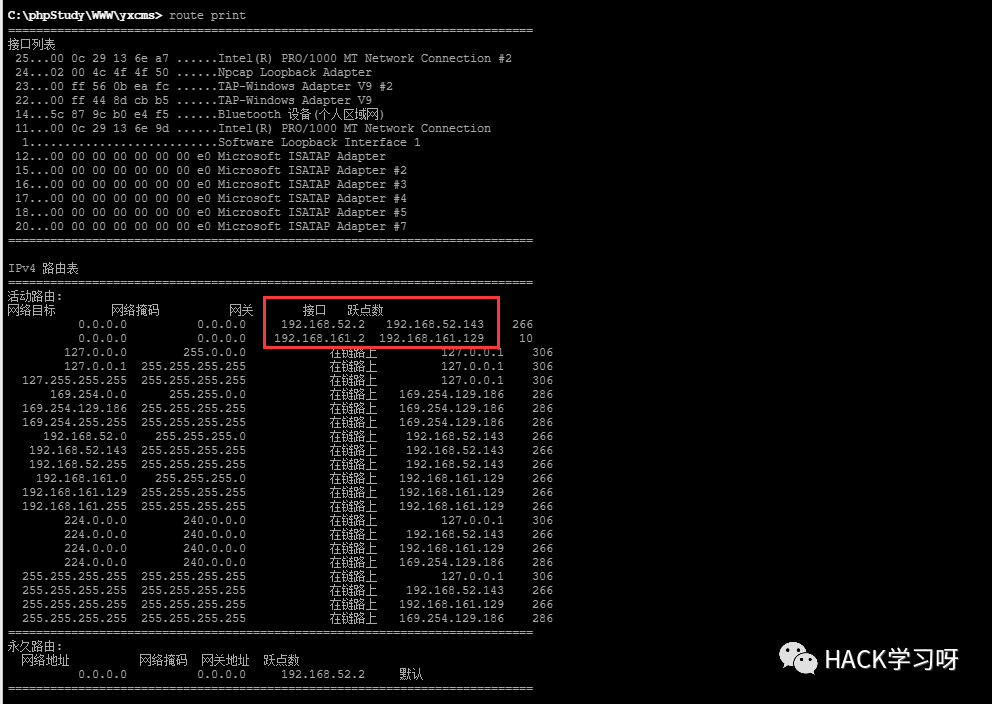 C:\phpStudy\WWW\yxcms> route print
===========================================================================
接口列表
25...00 0c 29 13 6e a7 ......Intel(R) PRO/1000 MT Network Connection #2
24...02 00 4c 4f 4f 50 ......Npcap Loopback Adapter
23...00 ff 56 0b ea fc ......TAP-Windows Adapter V9 #2
22...00 ff 44 8d cb b5 ......TAP-Windows Adapter V9
14...5c 87 9c b0 e4 f5 ......Bluetooth 设备(个人区域网)
11...00 0c 29 13 6e 9d ......Intel(R) PRO/1000 MT Network Connection
1...........................Software Loopback Interface 1
12...00 00 00 00 00 00 00 e0 Microsoft ISATAP Adapter
15...00 00 00 00 00 00 00 e0 Microsoft ISATAP Adapter #2
16...00 00 00 00 00 00 00 e0 Microsoft ISATAP Adapter #3
17...00 00 00 00 00 00 00 e0 Microsoft ISATAP Adapter #4
18...00 00 00 00 00 00 00 e0 Microsoft ISATAP Adapter #5
20...00 00 00 00 00 00 00 e0 Microsoft ISATAP Adapter #7
===========================================================================
IPv4 路由表
===========================================================================
活动路由:
网络目标 网络掩码 网关 接口 跃点数
0.0.0.0 0.0.0.0 192.168.52.2 192.168.52.143 266
0.0.0.0 0.0.0.0 192.168.161.2 192.168.161.129 10
127.0.0.0 255.0.0.0 在链路上 127.0.0.1 306
127.0.0.1 255.255.255.255 在链路上 127.0.0.1 306
127.255.255.255 255.255.255.255 在链路上 127.0.0.1 306
169.254.0.0 255.255.0.0 在链路上 169.254.129.186 286
169.254.129.186 255.255.255.255 在链路上 169.254.129.186 286
169.254.255.255 255.255.255.255 在链路上 169.254.129.186 286
192.168.52.0 255.255.255.0 在链路上 192.168.52.143 266
192.168.52.143 255.255.255.255 在链路上 192.168.52.143 266
192.168.52.255 255.255.255.255 在链路上 192.168.52.143 266
192.168.161.0 255.255.255.0 在链路上 192.168.161.129 266
192.168.161.129 255.255.255.255 在链路上 192.168.161.129 266
192.168.161.255 255.255.255.255 在链路上 192.168.161.129 266
224.0.0.0 240.0.0.0 在链路上 127.0.0.1 306
224.0.0.0 240.0.0.0 在链路上 192.168.52.143 266
224.0.0.0 240.0.0.0 在链路上 192.168.161.129 266
224.0.0.0 240.0.0.0 在链路上 169.254.129.186 286
255.255.255.255 255.255.255.255 在链路上 127.0.0.1 306
255.255.255.255 255.255.255.255 在链路上 192.168.52.143 266
255.255.255.255 255.255.255.255 在链路上 192.168.161.129 266
255.255.255.255 255.255.255.255 在链路上 169.254.129.186 286
===========================================================================
永久路由:
网络地址 网络掩码 网关地址 跃点数
0.0.0.0 0.0.0.0 192.168.52.2 默认
===========================================================================
HACK学习呀